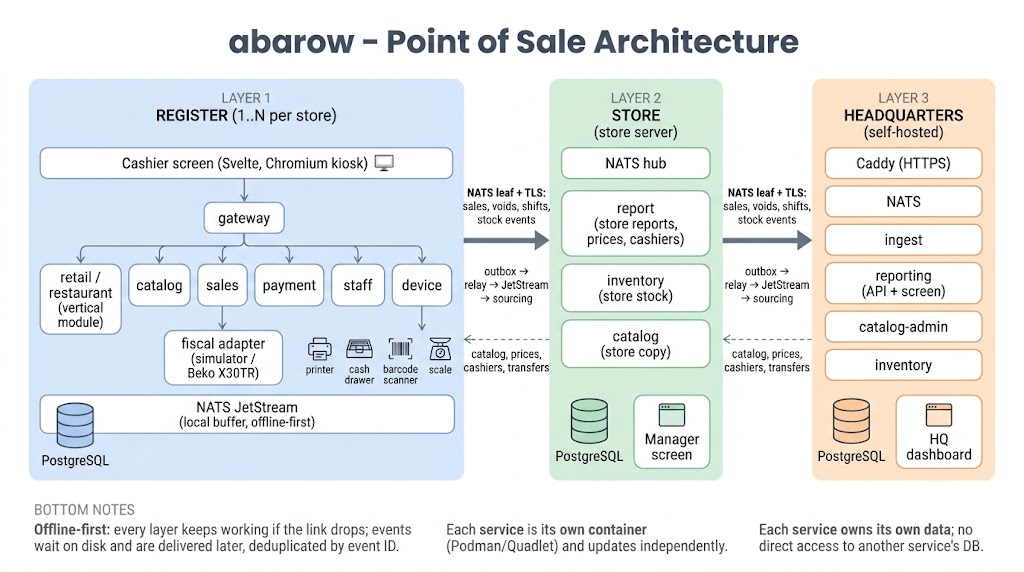 abarow – Point of Sale Architecture
LAYER 1
REGISTER (1..N per store)
Cashier screen (Svelte, Chromium kiosk)
gateway
retail /
restaurant
(vertical
module)
catalog
sales
payment
staff
device
fiscal adapter
(simulator /
Beko X30TR)
printer
cash
drawer
barcode
scanner
scale
NATS JetStream
(local buffer, offline-first)
PostgreSQL
NATS leaf + TLS:
sales, voids, shifts,
stock events
outbox →
relay → JetStream
→ sourcing
catalog, prices,
cashiers, transfers
LAYER 2
STORE
(store server)
NATS hub
report
(store reports,
prices, cashiers)
inventory
(store stock)
catalog
(store copy)
PostgreSQL
Manager
screen
NATS leaf + TLS:
sales, voids, shifts,
stock events
outbox →
relay → JetStream
→ sourcing
catalog, prices,
cashiers, transfers
LAYER 3
HEADQUARTERS
(self-hosted)
Caddy (HTTPS)
NATS
ingest
reporting
(API + screen)
catalog-admin
inventory
PostgreSQL
HQ
dashboard
BOTTOM NOTES
Offline-first: every layer keeps working if the link drops; events
wait on disk and are delivered later, deduplicated by event ID.
Each service is its own container
(Podman/Quadlet) and updates independently.
Each service owns its own data; no
direct access to another service's DB.